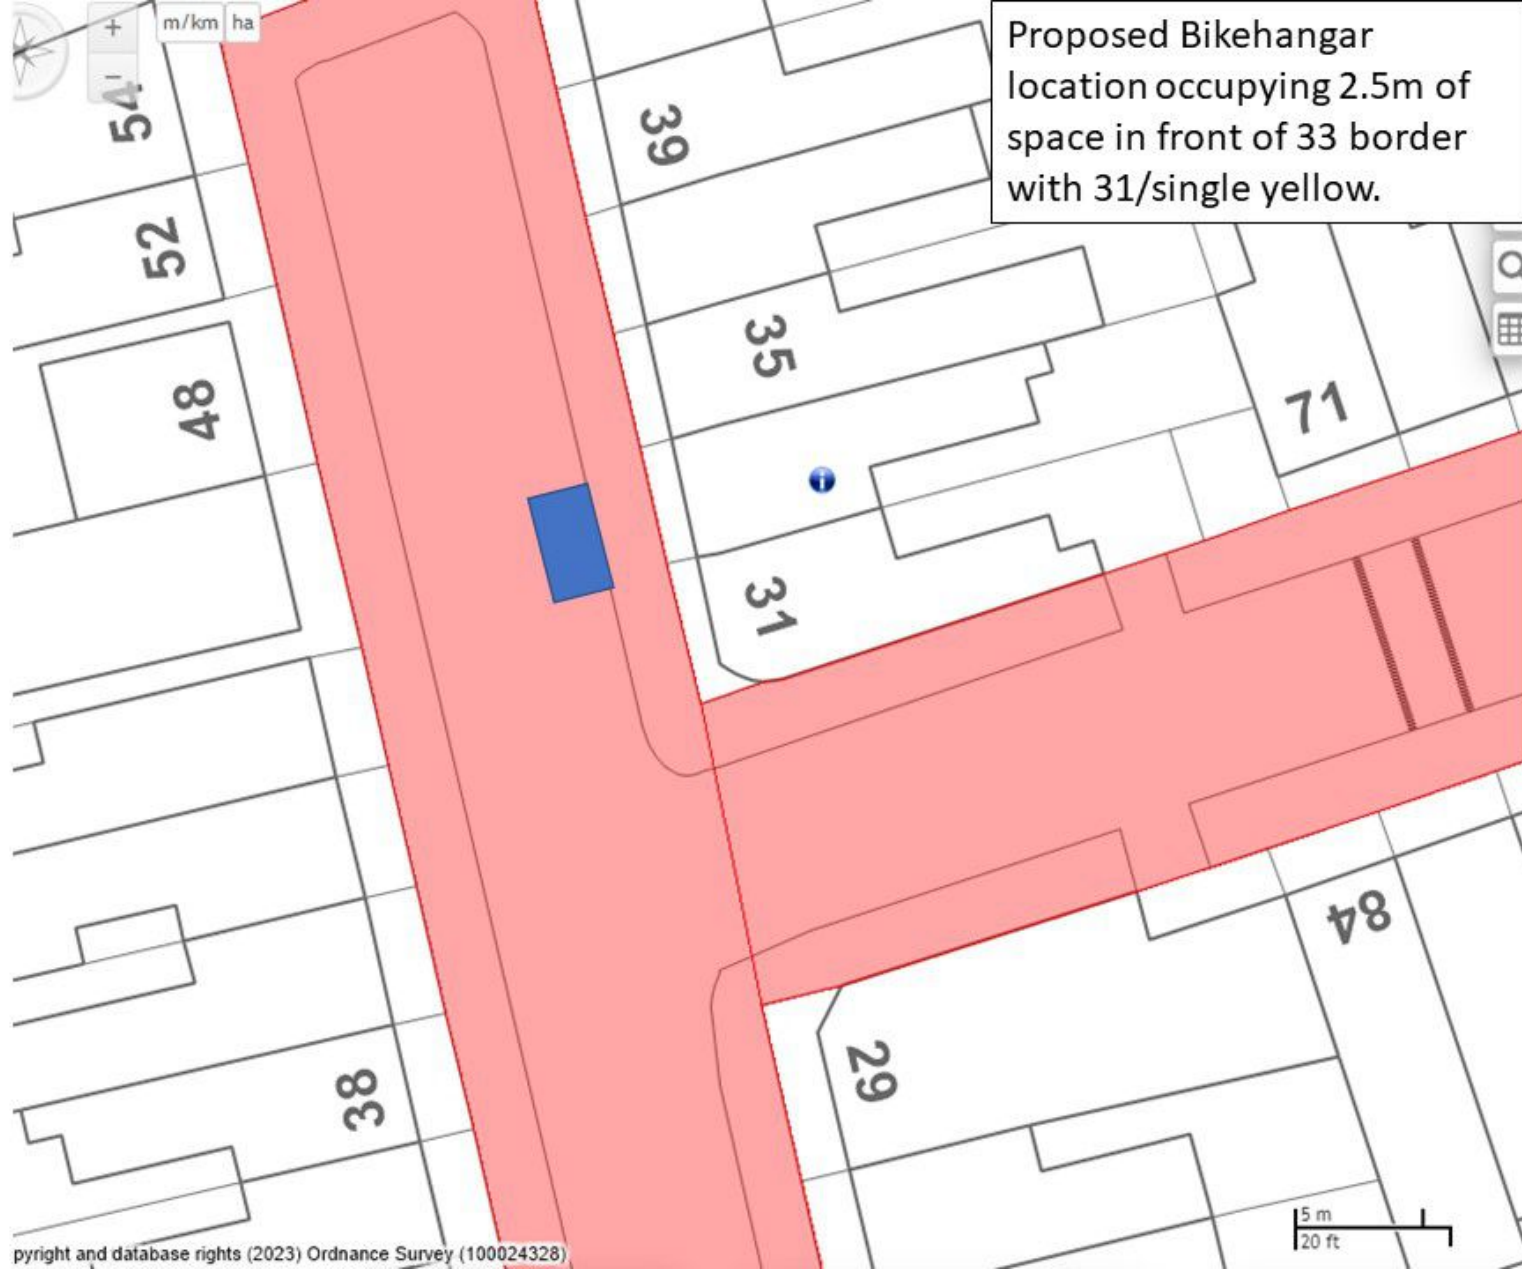 m/km ha
Proposed Bikehangar
location occupying 2.5m of
space in front of 33 border
with 31/single yellow.
54
39
52
35
48
71
31
84
29
38
5 m
20 ft
pyright and database rights (2023) Ordnance Survey (100024328)